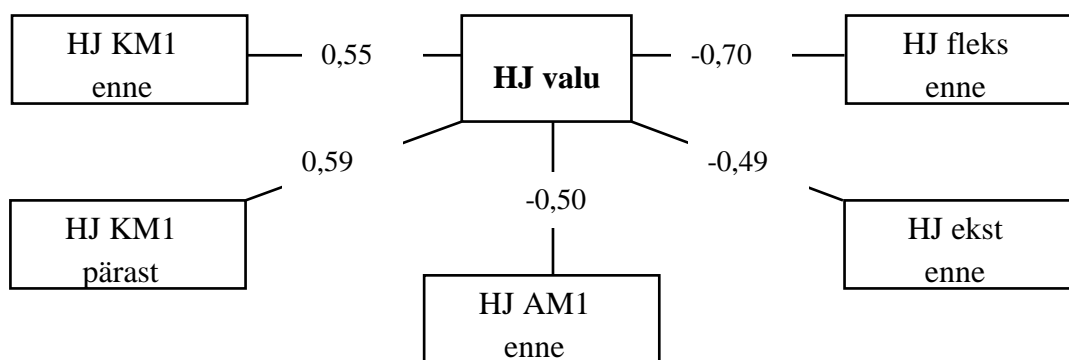 HJ KM1
enne
0,55
HJ valu
-0,70
HJ fleks
enne
0,59
-0,50
-0,49
HJ KM1
pärast
HJ AM1
enne
HJ ekst
enne